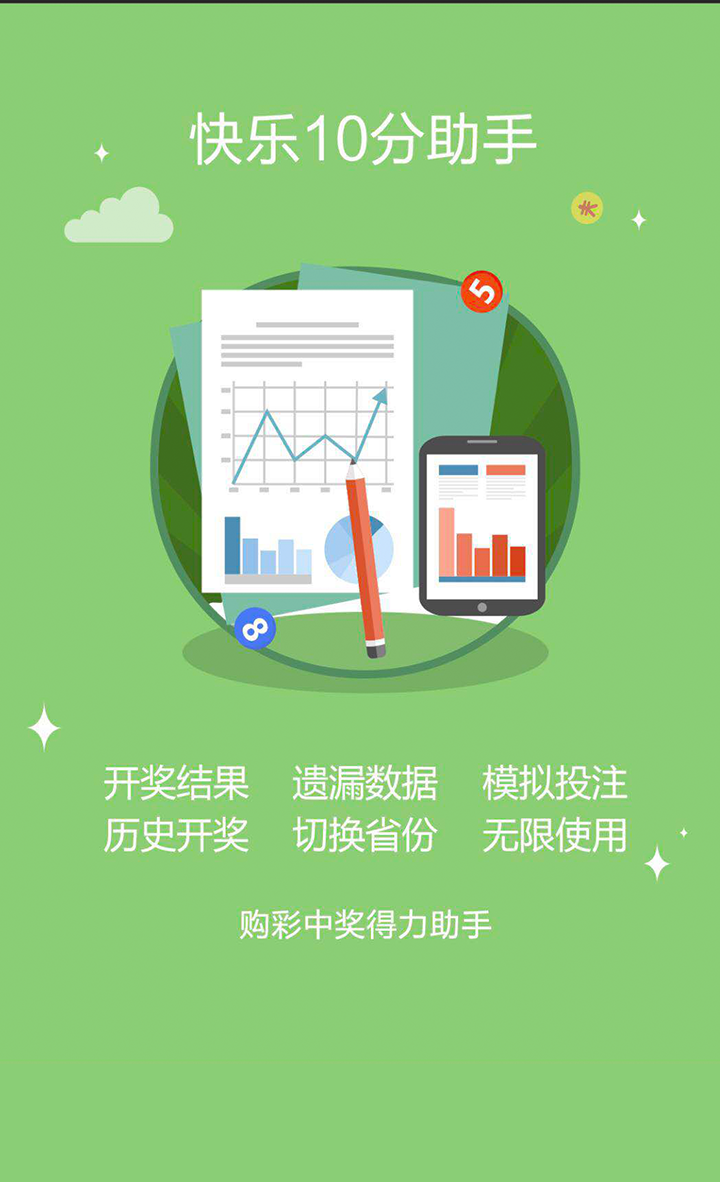 快乐10分助手
5
8
开奖结果 遗漏数据 模拟投注
历史开奖 切换省份 无限使用
购彩中奖得力助手